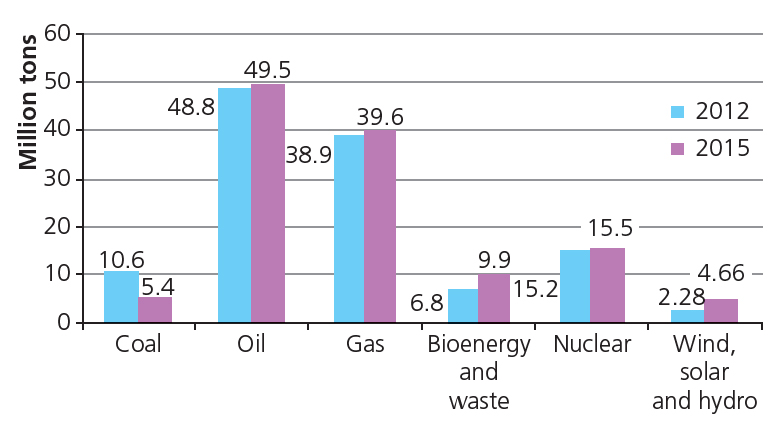 Million tons
60
50
40
30
20
10
0
10.6
5.4
48.8
49.5
38.9
39.6
6.8
9.9
15.2
15.5
2.28
4.66
2012
2015
Coal
Oil
Gas
Bioenergy
and
waste
Nuclear
Wind,
solar
and hydro